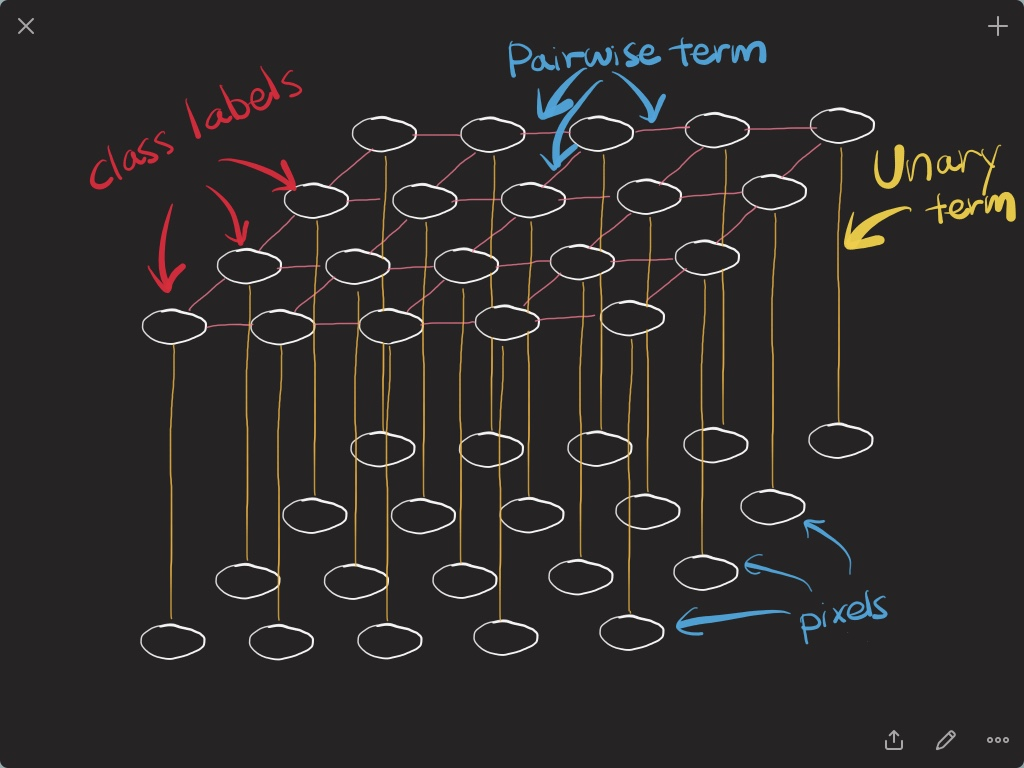 Pairwise term
class labels
Unary
term
pixels